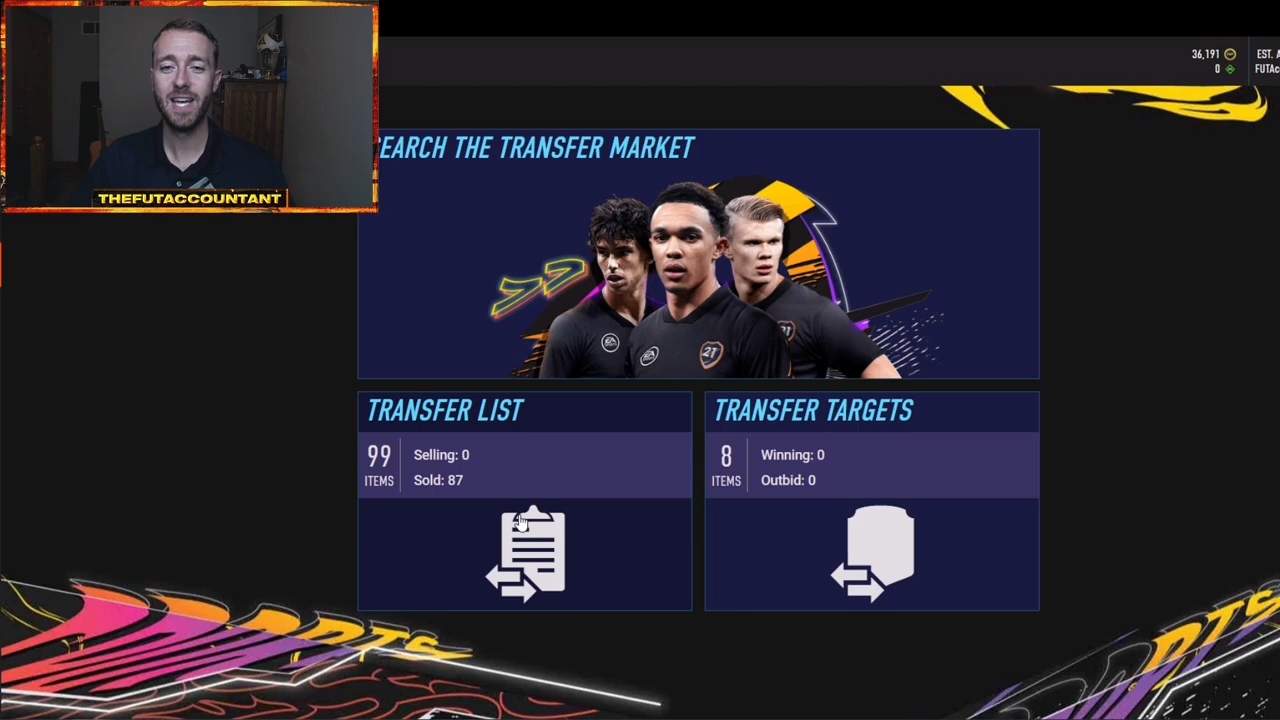 THEFUTACCOUNTANT
36,191
0
EST.
FUTAc
EARCH THE TRANSFER MARKET
21
TRANSFER LIST
99
ITEMS
Selling: 0
Sold: 87
TRANSFER TARGETS
8
ITEMS
Winning: 0
Outbid: 0